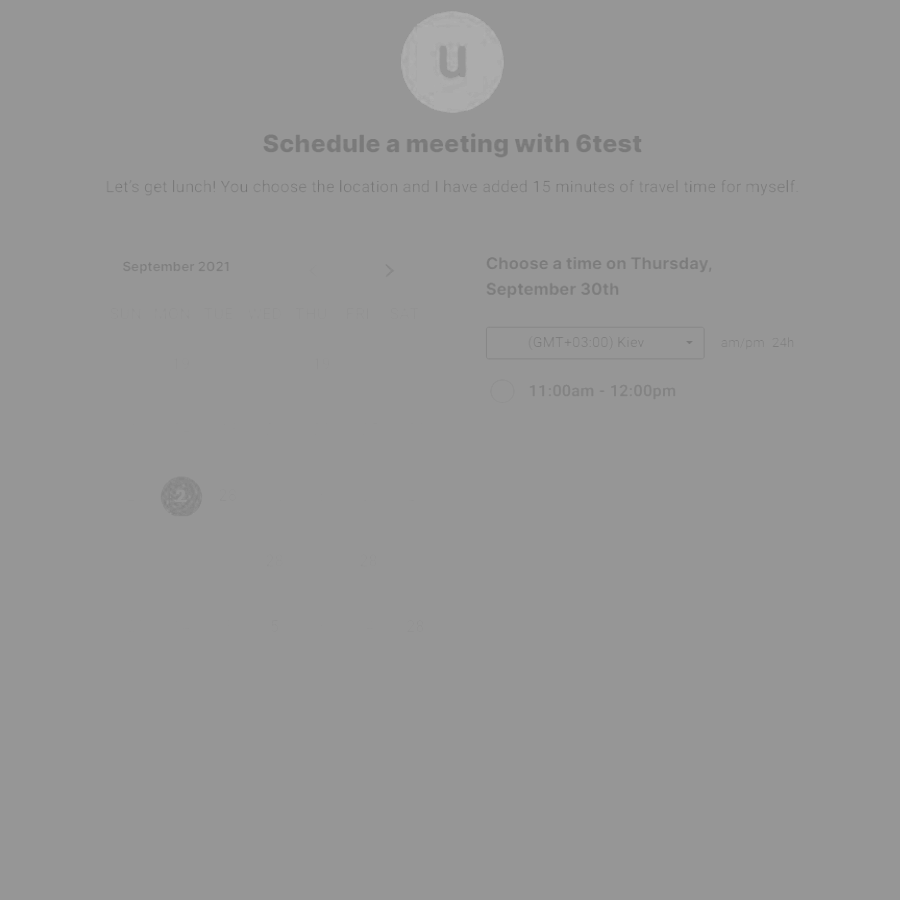 u
Schedule a meeting with 6test
Let's get lunch! You choose the location and I have added 15 minutes of travel time for myself.
September 2021
Choose a time on Thursday,
September 30th
(GMT+03:00) Kiev
am/pm 24h
11:00am - 12:00pm